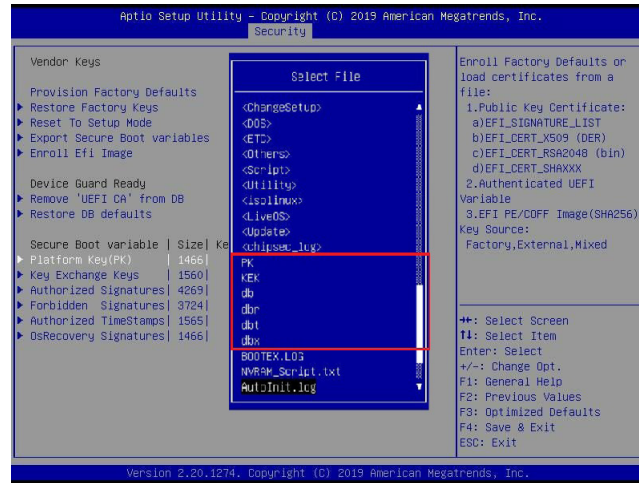 Aptio Setup Utility – Copyright (C) 2019 American Megatrends, Inc.
Security
Vendor Keys
Provision Factory Defaults
Restore Factory Keys
Reset To Setup Mode
Export Secure Boot variables
Enroll Efi Image
Device Guard Ready
Remove 'UEFI CA' from DB
Restore DB defaults
Secure Boot variable | Size| Ke
Platform Key(PK) | 1466|
Key Exchange Keys | 1560|
Authorized Signatures| 4269|
Forbidden Signatures| 3724|
Authorized TimeStamps| 1565|
OsRecovery Signatures| 1466|
Select File
<ChangeSetup>
<DOS>
<ETC>
<Others>
<Script>
<Utility>
<isolinux>
<LiveOS>
<Update>
<chipsec_lug>
PK
KEK
db
dbr
dbt
dbx
BOOTEX.LOG
NVRAM_Script.txt
AutoInit.log
Enroll Factory Defaults or
load certificates from a
file:
1.Public Key Certificate:
a)EFI_SIGNATURE_LIST
b)EFI_CERT_X509 (DER)
c)EFI_CERT_RSA2048 (bin)
d)EFI_CERT_SHAXXX
2.Authenticated UEFI
Variable
3.EFI PE/COFF Image(SHA256)
Key Source:
Factory,External,Mixed
→←: Select Screen
↑↓: Select Item
Enter: Select
+/-: Change Opt.
F1: General Help
F2: Previous Values
F3: Optimized Defaults
F4: Save & Exit
ESC: Exit
Version 2.20.1274. Copyright (C) 2019 American Megatrends, Inc.